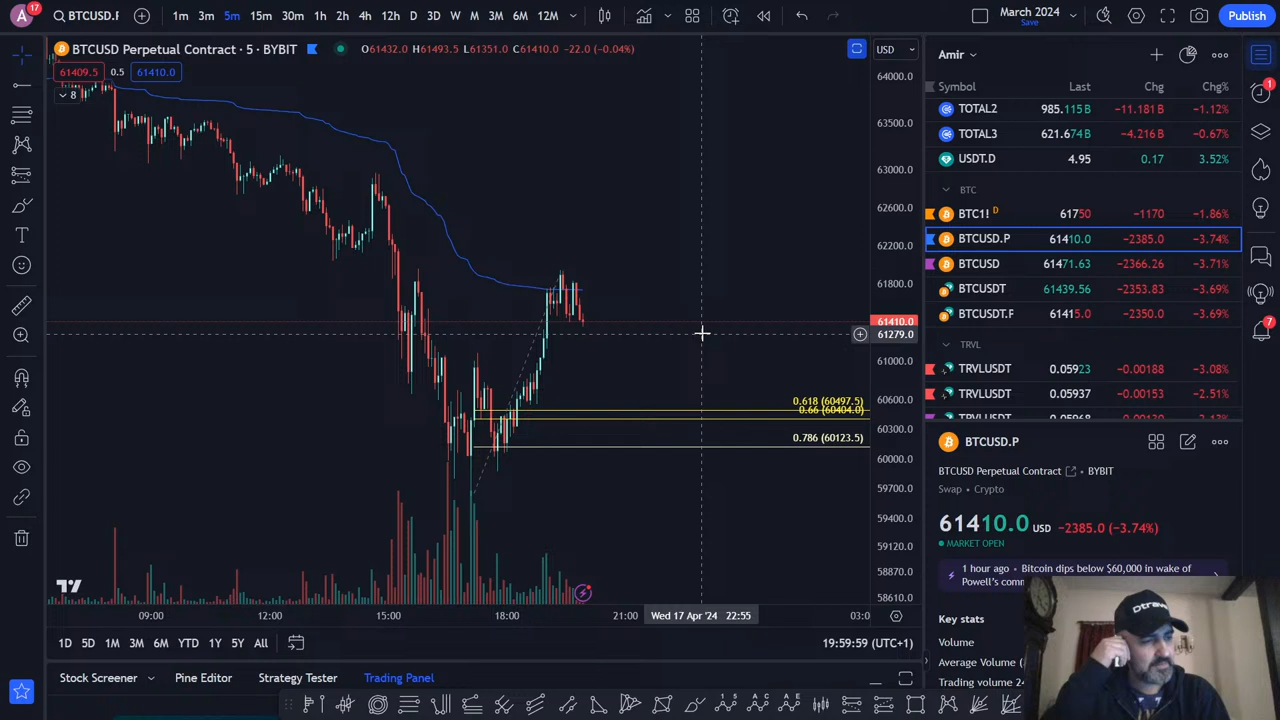 A 17 BTCUSD.P 1m 3m 5m 15m 30m 1h 2h 4h 12h D 3D W M 3M 6M 12M March 2024 Save Publish
BTCUSD Perpetual Contract · 5 · BYBIT O61432.0 H61493.5 L61351.0 C61410.0 −22.0 (−0.04%) USD
61409.5 0.5 61410.0
8
64000.0
63500.0
63000.0
62600.0
62200.0
61800.0
61410.0
61279.0
61000.0
60600.0
60300.0
60000.0
59700.0
59400.0
59120.0
58870.0
58610.0
0.618 (60497.5)
0.66 (60404.0)
0.786 (60123.5)
09:00 12:00 15:00 18:00 21:00 Wed 17 Apr '24 22:55 03:0
1D 5D 1M 3M 6M YTD 1Y 5Y All 19:59:59 (UTC+1)
Stock Screener Pine Editor Strategy Tester Trading Panel
Amir
Symbol Last Chg Chg%
TOTAL2 985.115B −11.181B −1.12%
TOTAL3 621.674B −4.216B −0.67%
USDT.D 4.95 0.17 3.52%
BTC
BTC1! D 61750 −1170 −1.86%
BTCUSD.P 61410.0 −2385.0 −3.74%
BTCUSD 61471.63 −2366.26 −3.71%
BTCUSDT 61439.56 −2353.83 −3.69%
BTCUSDT.F 61415.0 −2350.0 −3.69%
TRVL
TRVLUSDT 0.05923 −0.00188 −3.08%
TRVLUSDT 0.05937 −0.00153 −2.51%
1
7
BTCUSD.P
BTCUSD Perpetual Contract • BYBIT
Swap • Crypto
61410.0 USD −2385.0 (−3.74%)
MARKET OPEN
1 hour ago • Bitcoin dips below $60,000 in wake of
Powell's
Key stats
Volume
Average Volume
Trading volume 24
Dtravel